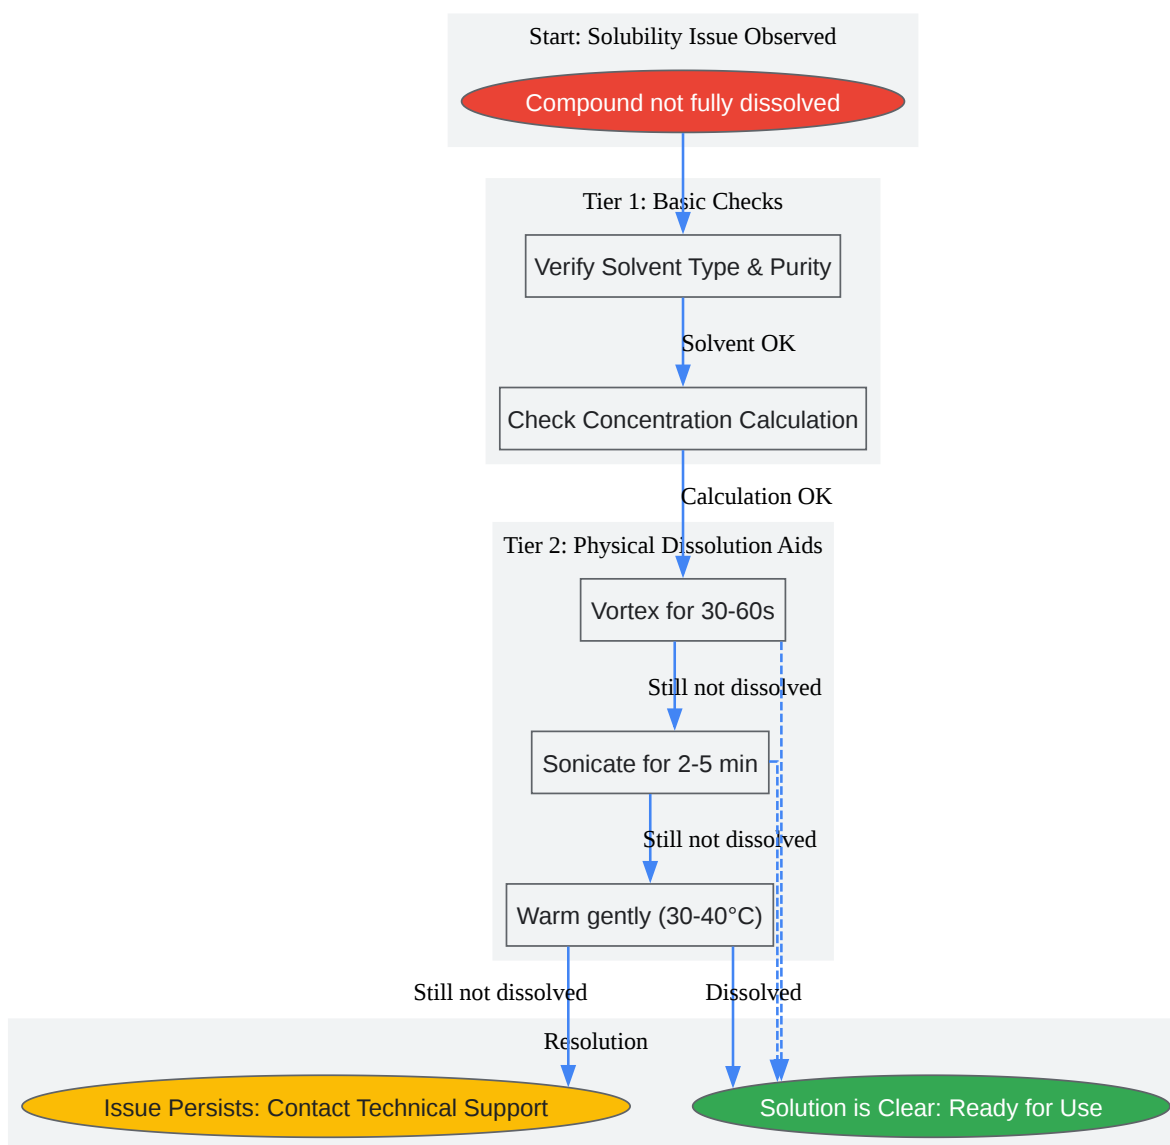 Start: Solubility Issue Observed
Compound not fully dissolved
Tier 1: Basic Checks
Verify Solvent Type & Purity
Solvent OK
Check Concentration Calculation
Calculation OK
Tier 2: Physical Dissolution Aids
Vortex for 30-60s
Still not dissolved
Sonicate for 2-5 min
Still not dissolved
Warm gently (30-40°C)
Still not dissolved
Dissolved
Resolution
Issue Persists: Contact Technical Support
Solution is Clear: Ready for Use